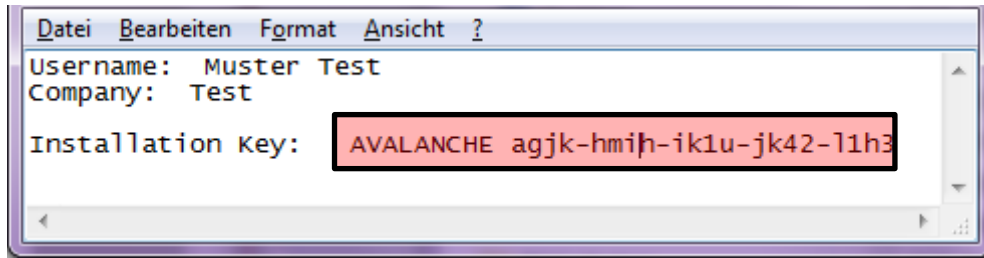 Datei Bearbeiten Format Ansicht ?
Username: Muster Test
Company: Test
Installation Key: AVALANCHE agjk-hmih-ik1u-jk42-l1h3